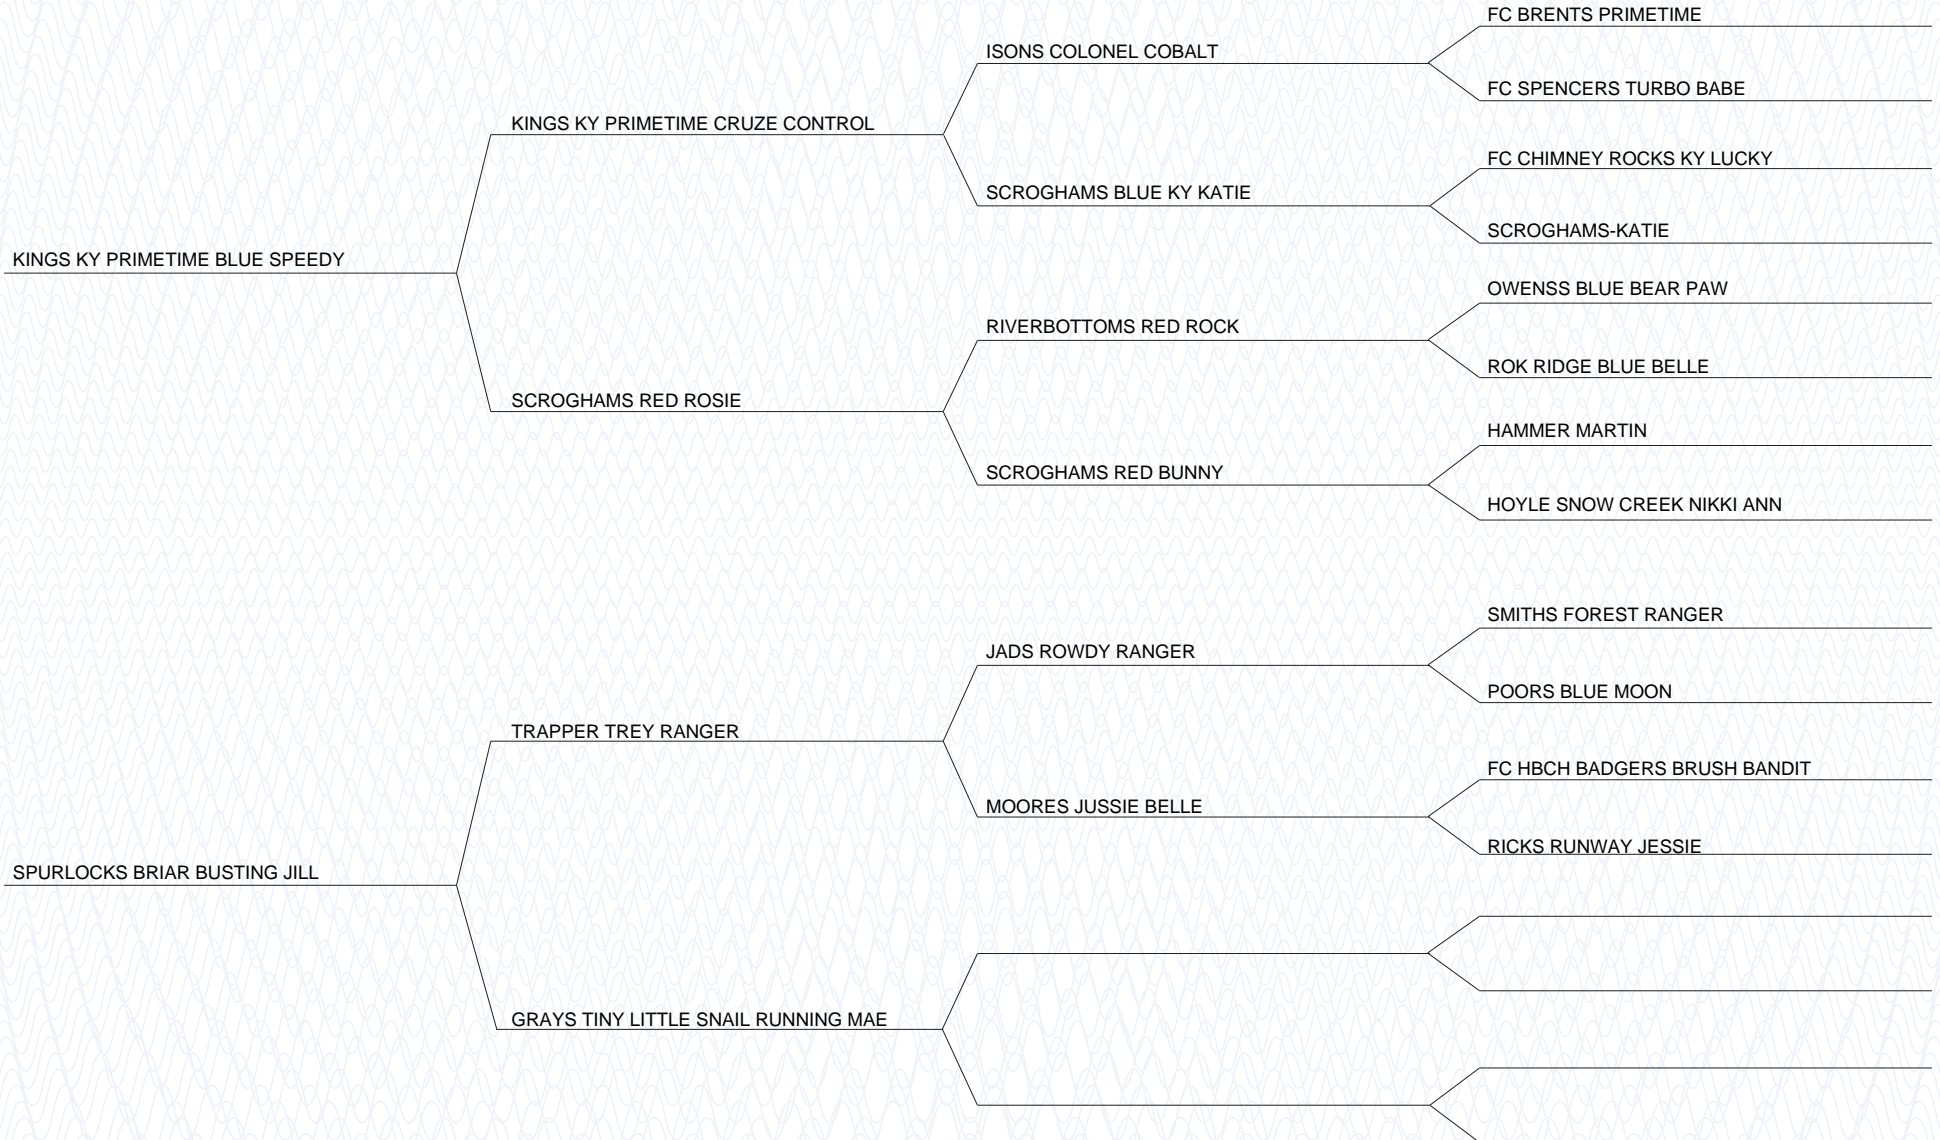 FC BRENTS PRIMETIME
ISONS COLONEL COBALT
FC SPENCERS TURBO BABE
KINGS KY PRIMETIME CRUZE CONTROL
FC CHIMNEY ROCKS KY LUCKY
SCROGHAMS BLUE KY KATIE
SCROGHAMS-KATIE
KINGS KY PRIMETIME BLUE SPEEDY
OWENSS BLUE BEAR PAW
RIVERBOTTOMS RED ROCK
ROK RIDGE BLUE BELLE
SCROGHAMS RED ROSIE
HAMMER MARTIN
SCROGHAMS RED BUNNY
HOYLE SNOW CREEK NIKKI ANN
SMITHS FOREST RANGER
JADS ROWDY RANGER
POORS BLUE MOON
TRAPPER TREY RANGER
FC HBCH BADGERS BRUSH BANDIT
MOORES JUSSIE BELLE
RICKS RUNWAY JESSIE
SPURLOCKS BRIAR BUSTING JILL
GRAYS TINY LITTLE SNAIL RUNNING MAE